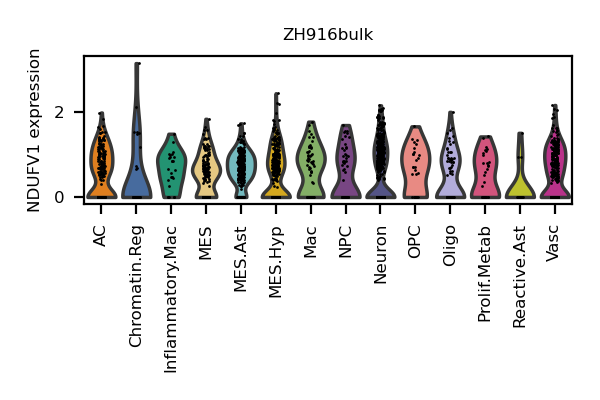 ZH916bulk
NDUFV1 expression
2
0
AC
Chromatin.Reg
Inflammatory.Mac
MES
MES.Ast
MES.Hyp
Mac
NPC
Neuron
OPC
Oligo
Prolif.Metab
Reactive.Ast
Vasc